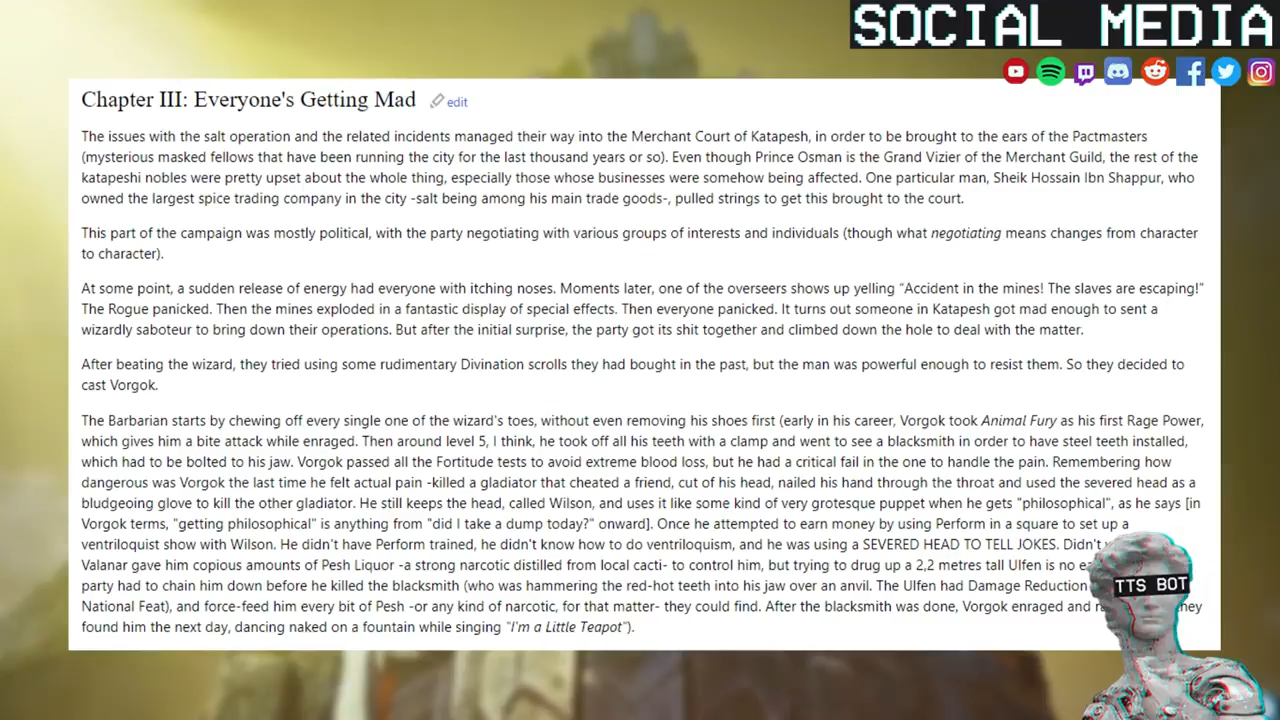 SOCIAL MEDIA
Chapter III: Everyone's Getting Mad edit
The issues with the salt operation and the related incidents managed their way into the Merchant Court of Katapesh, in order to be brought to the ears of the Pactmasters
(mysterious masked fellows that have been running the city for the last thousand years or so). Even though Prince Osman is the Grand Vizier of the Merchant Guild, the rest of the
katapeshi nobles were pretty upset about the whole thing, especially those whose businesses were somehow being affected. One particular man, Sheik Hossain Ibn Shappur, who
owned the largest spice trading company in the city -salt being among his main trade goods-, pulled strings to get this brought to the court.
This part of the campaign was mostly political, with the party negotiating with various groups of interests and individuals (though what negotiating means changes from character
to character).
At some point, a sudden release of energy had everyone with itching noses. Moments later, one of the overseers shows up yelling “Accident in the mines! The slaves are escaping!”
The Rogue panicked. Then the mines exploded in a fantastic display of special effects. Then everyone panicked. It turns out someone in Katapesh got mad enough to sent a
wizardly saboteur to bring down their operations. But after the initial surprise, the party got its shit together and climbed down the hole to deal with the matter.
After beating the wizard, they tried using some rudimentary Divination scrolls they had bought in the past, but the man was powerful enough to resist them. So they decided to
cast Vorgok.
The Barbarian starts by chewing off every single one of the wizard's toes, without even removing his shoes first (early in his career, Vorgok took Animal Fury as his first Rage Power,
which gives him a bite attack while enraged. Then around level 5, I think, he took off all his teeth with a clamp and went to see a blacksmith in order to have steel teeth installed,
which had to be bolted to his jaw. Vorgok passed all the Fortitude tests to avoid extreme blood loss, but he had a critical fail in the one to handle the pain. Remembering how
dangerous was Vorgok the last time he felt actual pain -killed a gladiator that cheated a friend, cut of his head, nailed his hand through the throat and used the severed head as a
bludgeoing glove to kill the other gladiator. He still keeps the head, called Wilson, and uses it like some kind of very grotesque puppet when he gets "philosophical", as he says [in
Vorgok terms, "getting philosophical" is anything from "did I take a dump today?" onward]. Once he attempted to earn money by using Perform in a square to set up a
ventriloquist show with Wilson. He didn't have Perform trained, he didn't know how to do ventriloquism, and he was using a SEVERED HEAD TO TELL JOKES. Didn't
Valanar gave him copious amounts of Pesh Liquor -a strong narcotic distilled from local cacti- to control him, but trying to drug up a 2,2 metres tall Ulfen is no
party had to chain him down before he killed the blacksmith (who was hammering the red-hot teeth into his jaw over an anvil. The Ulfen had Damage Reduction
National Feat), and force-feed him every bit of Pesh -or any kind of narcotic, for that matter- they could find. After the blacksmith was done, Vorgok enraged and
found him the next day, dancing naked on a fountain while singing "I'm a Little Teapot").
TTS BOT